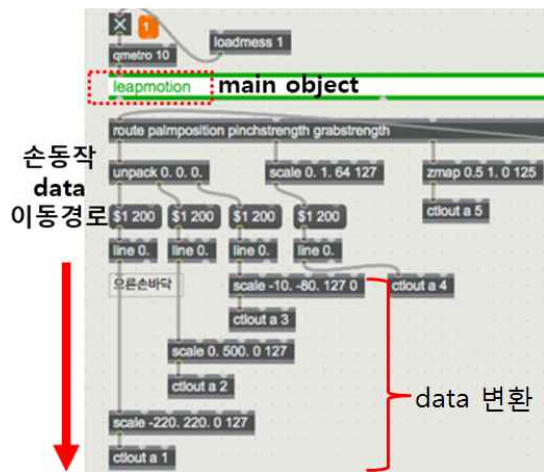 1
loadmess 1
qmetro 10
leapmotion
main object
route palmposition pinchstrength grabstrength
손동작
data
이동경로
unpack 0. 0. 0.
scale 0. 1. 64 127
zmap 0.5 1. 0 125
$1 200
$1 200
$1 200
$1 200
ctlout a 5
line 0.
line 0.
line 0.
line 0.
오른손바닥
scale -10. -80. 127 0
ctlout a 4
ctlout a 3
scale 0. 500. 0 127
ctlout a 2
data 변환
scale -220. 220. 0 127
ctlout a 1